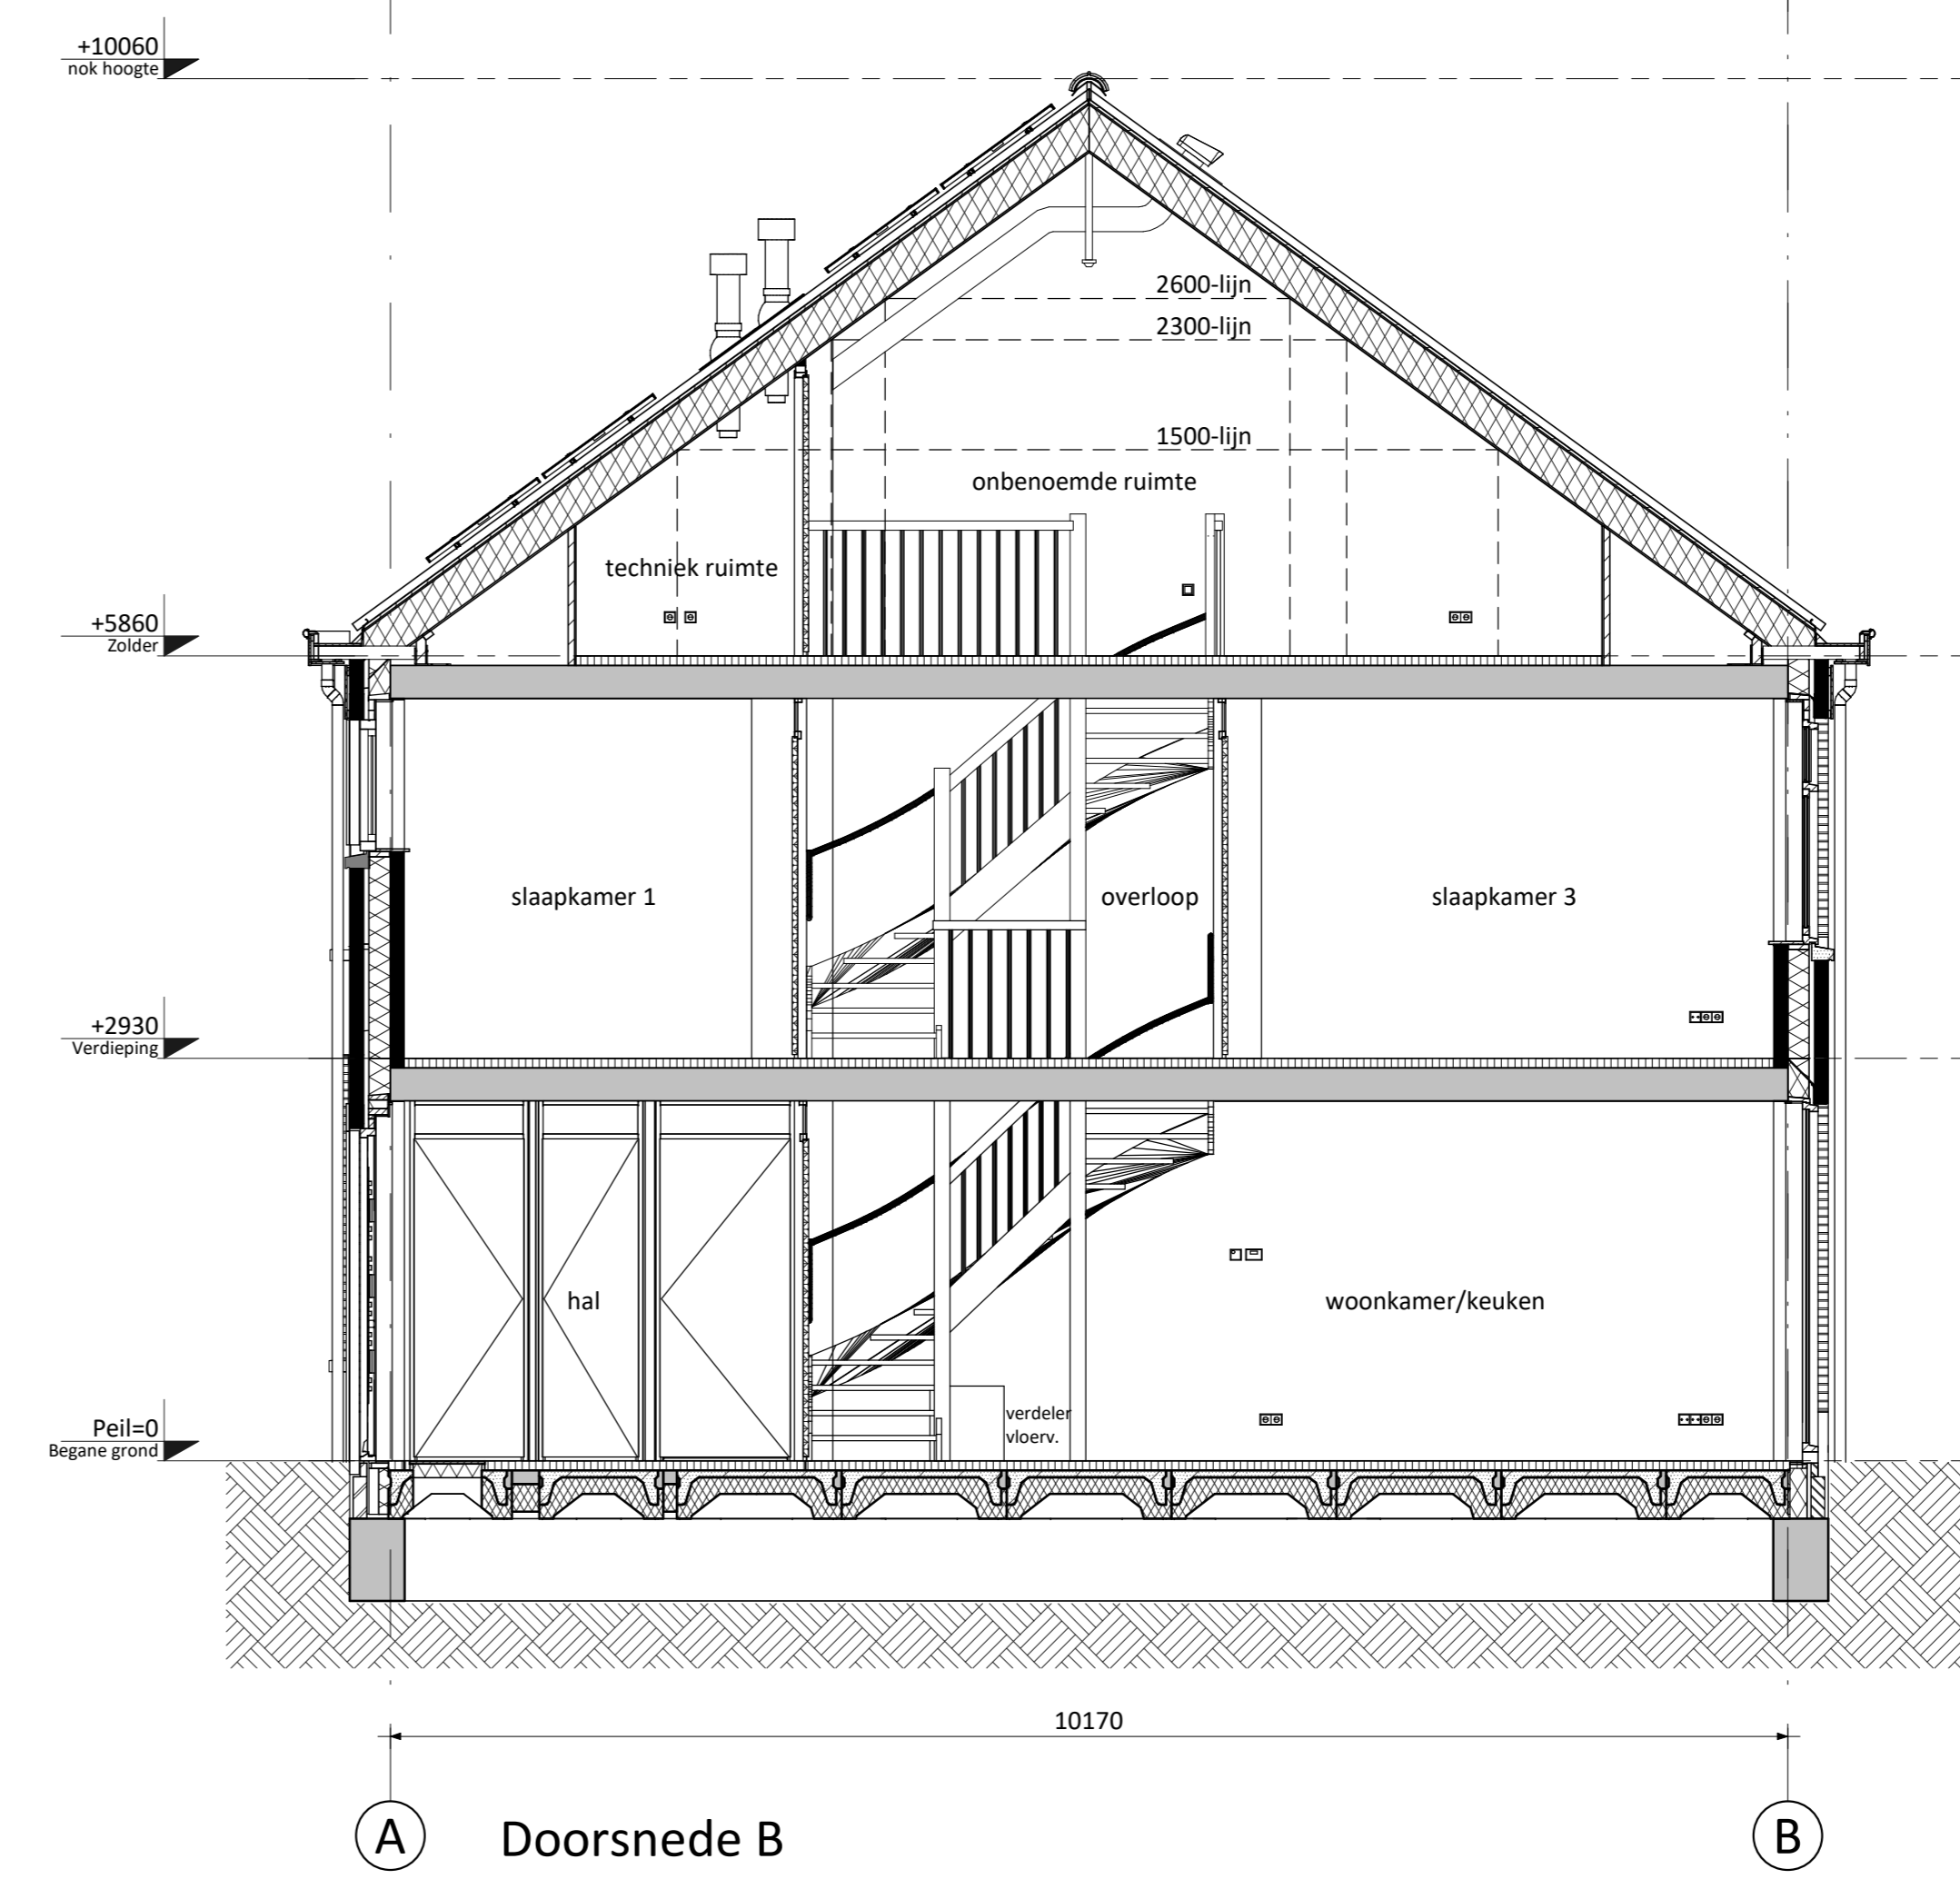 +10060
nok hoogte
2600-lijn
2300-lijn
1500-lijn
onbenoemde ruimte
techniek ruimte
+5860
Zolder
slaapkamer 1
overloop
slaapkamer 3
+2930
Verdieping
hal
woonkamer/keuken
verdeler
vloerv.
Peil=0
Begane grond
10170
A
Doorsnede B
B